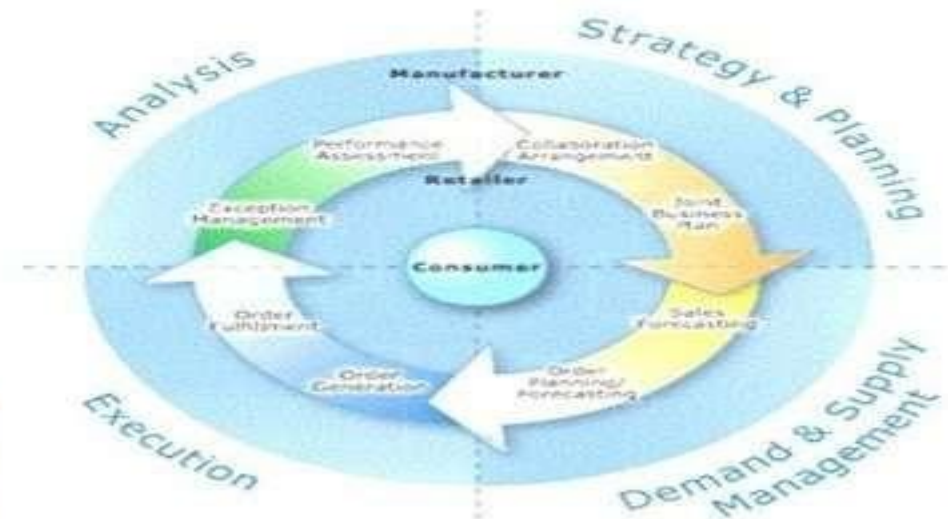 Analysis
Strategy & Planning
Manufacturer
Performance
Assessment
Collaboration
Arrangement
Retailer
Exception
Management
Joint
Business
Plan
Consumer
Order
Fulfilment
Sales
Forecasting
Order
Generation
Order
Planning/
Forecasting
Execution
Demand & Supply
Management